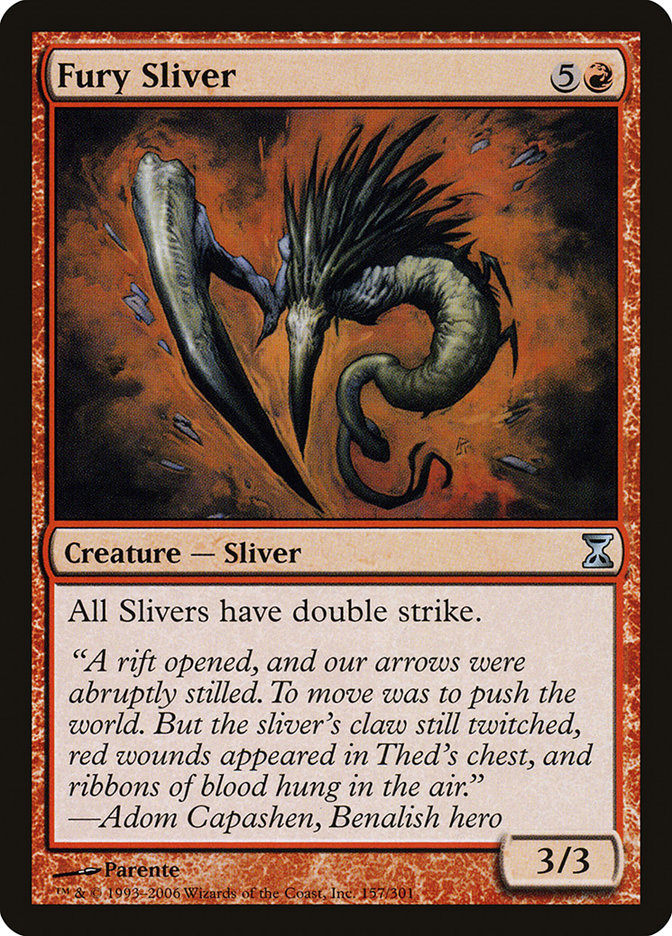 Fury Sliver 5
Creature — Sliver
All Slivers have double strike.
“A rift opened, and our arrows were
abruptly stilled. To move was to push the
world. But the sliver’s claw still twitched,
red wounds appeared in Thed’s chest, and
ribbons of blood hung in the air.”
—Adom Capashen, Benalish hero
3/3
Parente
™ & © 1993–2006 Wizards of the Coast, Inc. 157/301